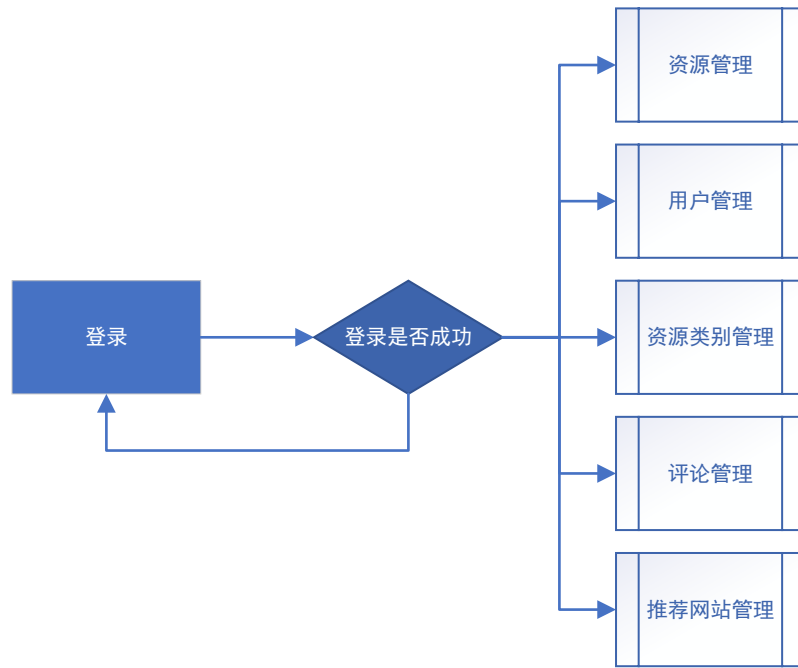 资源管理
用户管理
登录
登录是否成功
资源类别管理
评论管理
推荐网站管理